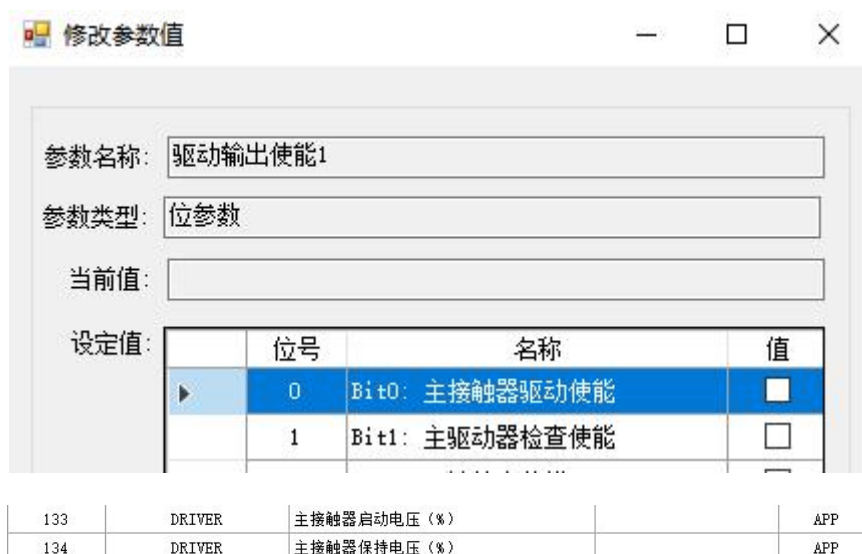 修改参数值
参数名称: 驱动输出使能1
参数类型: 位参数
当前值:
设定值:
位号 名称 值
0 Bit0: 主接触器驱动使能
1 Bit1: 主驱动器检查使能
133 DRIVER 主接触器启动电压(%) APP
134 DRIVER 主接触器保持电压(%) APP